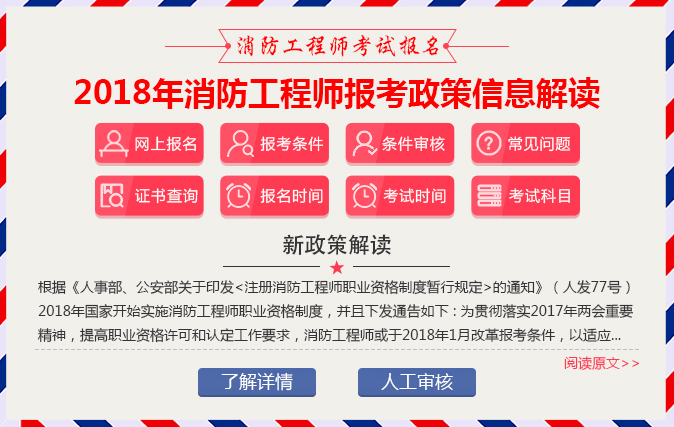 消防工程师考试报名
2018年消防工程师报考政策信息解读
网上报名 报考条件 条件审核 常见问题
证书查询 报名时间 考试时间 考试科目
新政策解读
根据《人事部、公安部关于印发<注册消防工程师职业资格制度暂行规定>的通知》（人发77号）
2018年国家开始实施消防工程师职业资格制度，并且下发通告如下：为贯彻落实2017年两会重要
精神，提高职业资格许可和认定工作要求，消防工程师或于2018年1月改革报考条件，以适应...
阅读原文>>
了解详情 人工审核